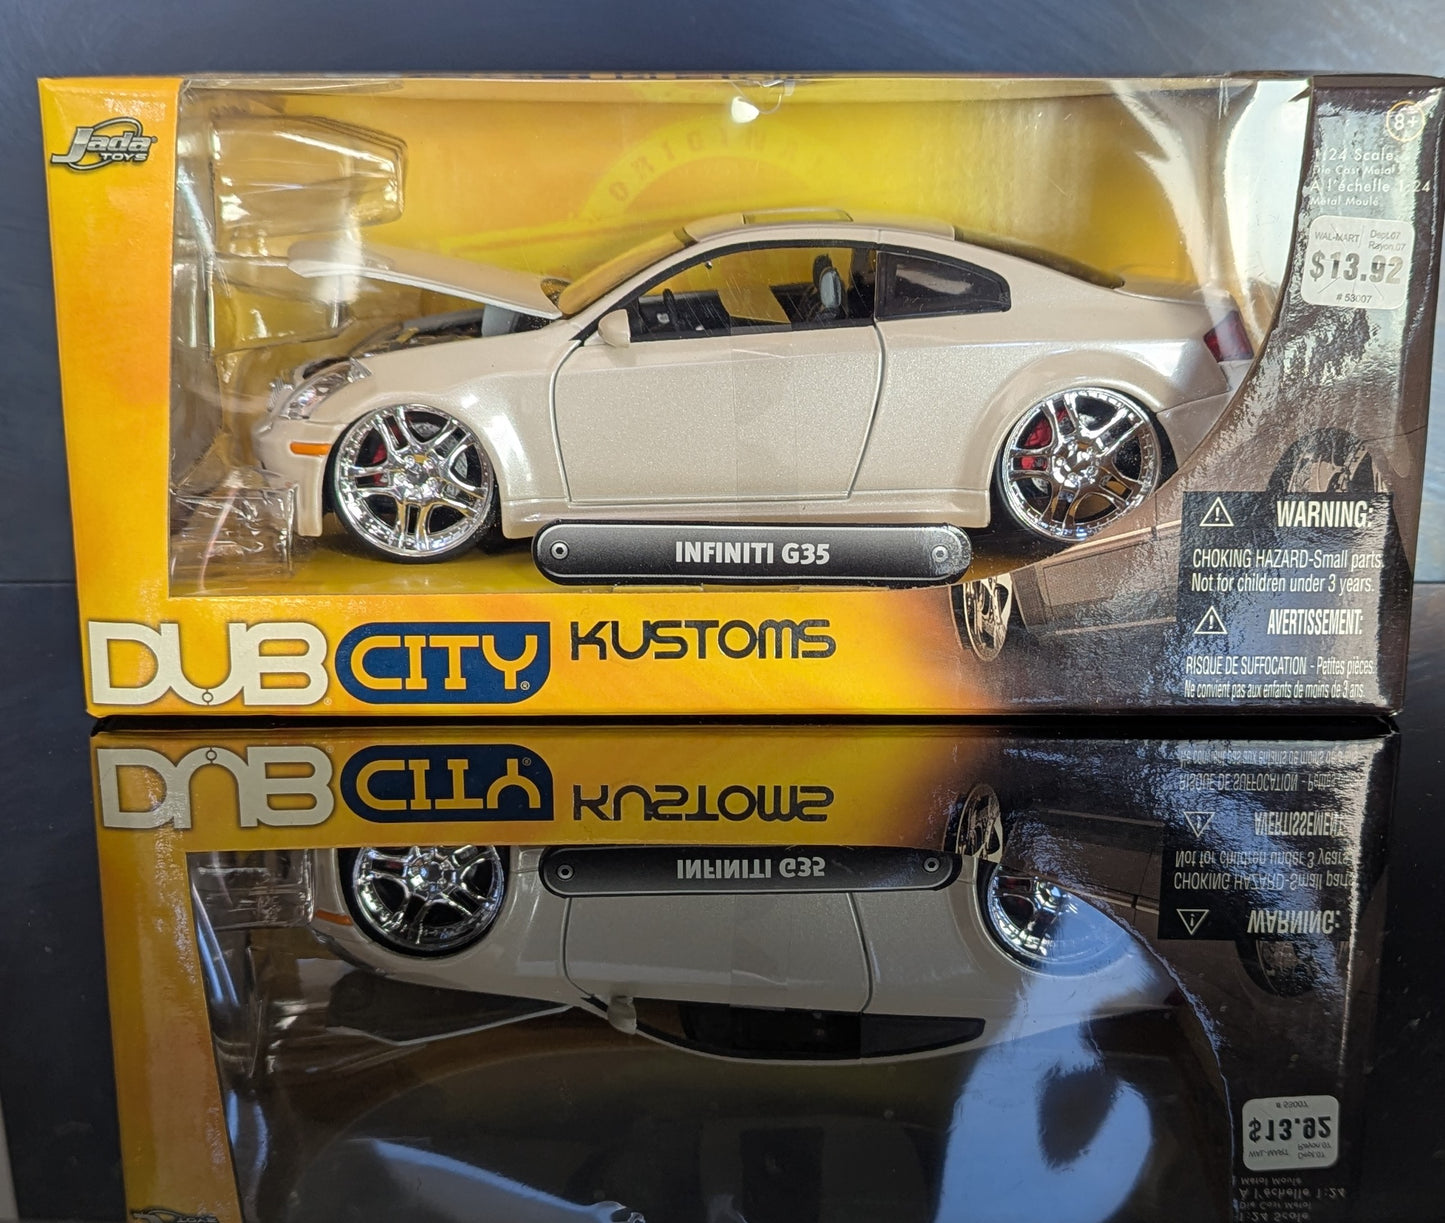 Jada
TOYS
8+
1:24 Scale
Die Cast Metal
À l'échelle 1:24
Métal Moulé
WAL-MART Dept.07
Rayon.07
$13.92
# 53007
INFINITI G35
WARNING:
CHOKING HAZARD-Small parts.
Not for children under 3 years.
AVERTISSEMENT:
RISQUE DE SUFFOCATION - Petites pièces.
Ne convient pas aux enfants de moins de 3 ans.
DUB CITY® KUSTOMS